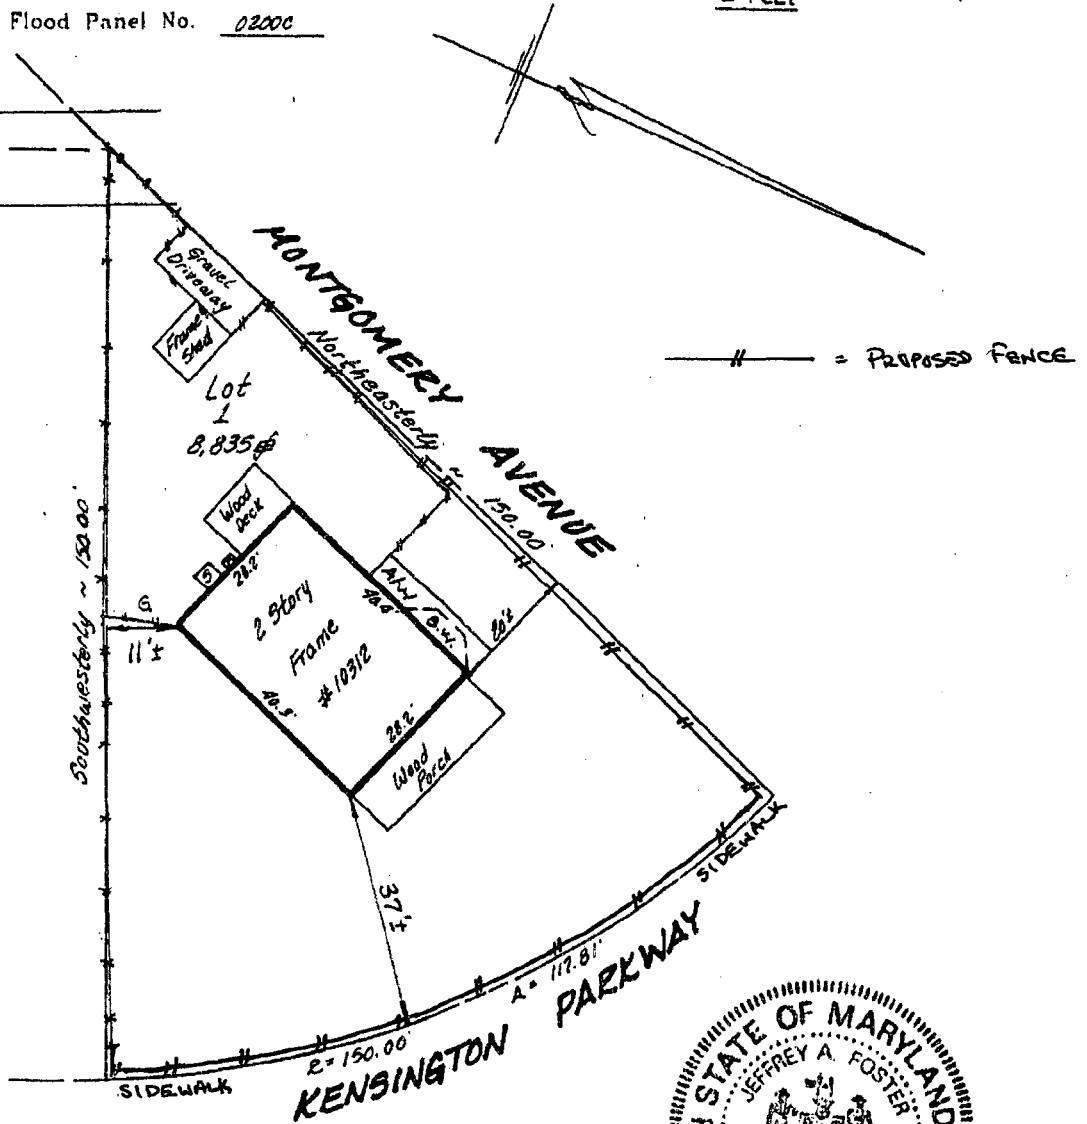 Flood Panel No. 0200C
MONTGOMERY AVENUE
Gravel
Driveway
Frame
Shed
Northeasterly ~ 150.00'
= PROPOSED FENCE
Lot
1
8,835
Wood
Deck
S
28.2'
Southwesterly ~ 150.00'
G
11'±
2 Story
Frame
# 10312
B.W.
20'±
40.3'
28.2'
Wood
Porch
37'±
SIDEWALK
A= 117.81'
R= 150.00'
KENSINGTON PARKWAY
SIDEWALK
STATE OF MARYLAND
JEFFREY A. FOSTER